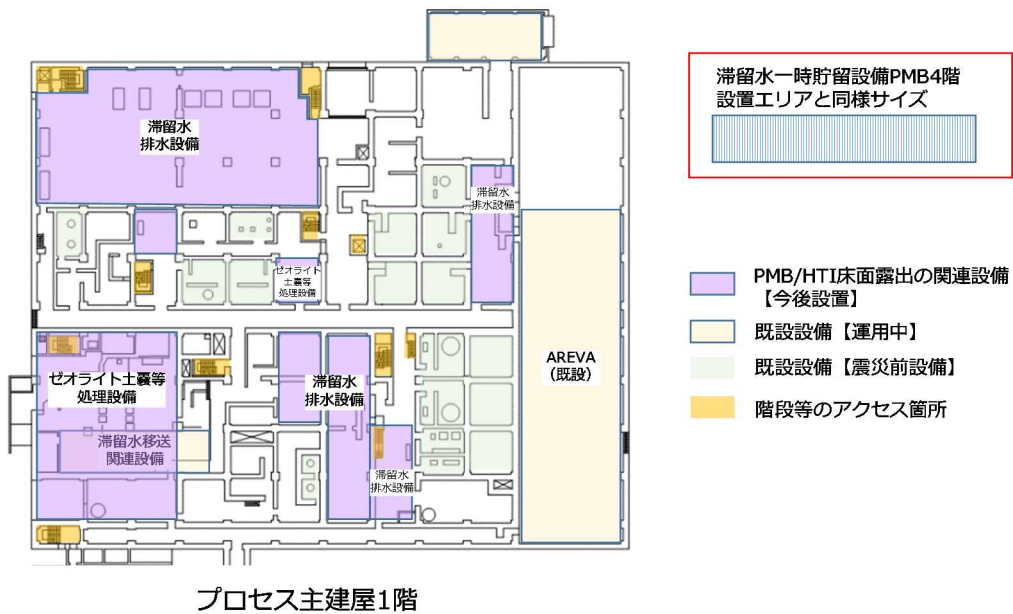 滞留水
排水設備
滞留水
排水設備
ゼオライト
土嚢等
処理設備
ゼオライト土嚢等
処理設備
滞留水移送
関連設備
滞留水
排水設備
滞留水
排水設備
AREVA
(既設)
滞留水一時貯留設備PMB4階
設置エリアと同様サイズ
PMB/HTI床面露出の関連設備
【今後設置】
既設設備【運用中】
既設設備【震災前設備】
階段等のアクセス箇所
プロセス主建屋1階